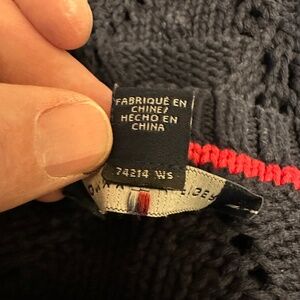 FABRIQUÉ EN
CHINE/
HECHO EN
CHINA
74214 WS